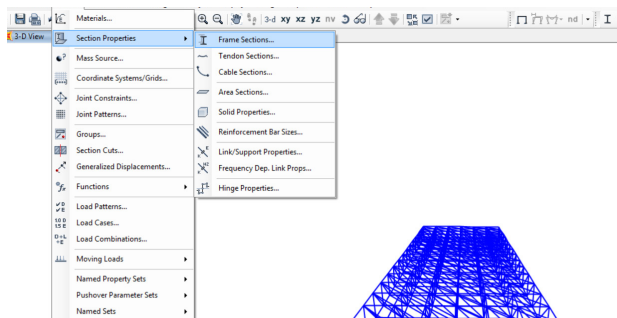 Materials...
3-d xy xz yz nv
nd
3-D View
Section Properties
Frame Sections...
Tendon Sections...
Mass Source...
Cable Sections...
Coordinate Systems/Grids...
Area Sections...
Joint Constraints...
Solid Properties...
Joint Patterns...
Groups...
Reinforcement Bar Sizes...
Section Cuts...
Link/Support Properties...
Generalized Displacements...
Frequency Dep. Link Props...
Functions
Hinge Properties...
Load Patterns...
Load Cases...
Load Combinations...
Moving Loads
Named Property Sets
Pushover Parameter Sets
Named Sets